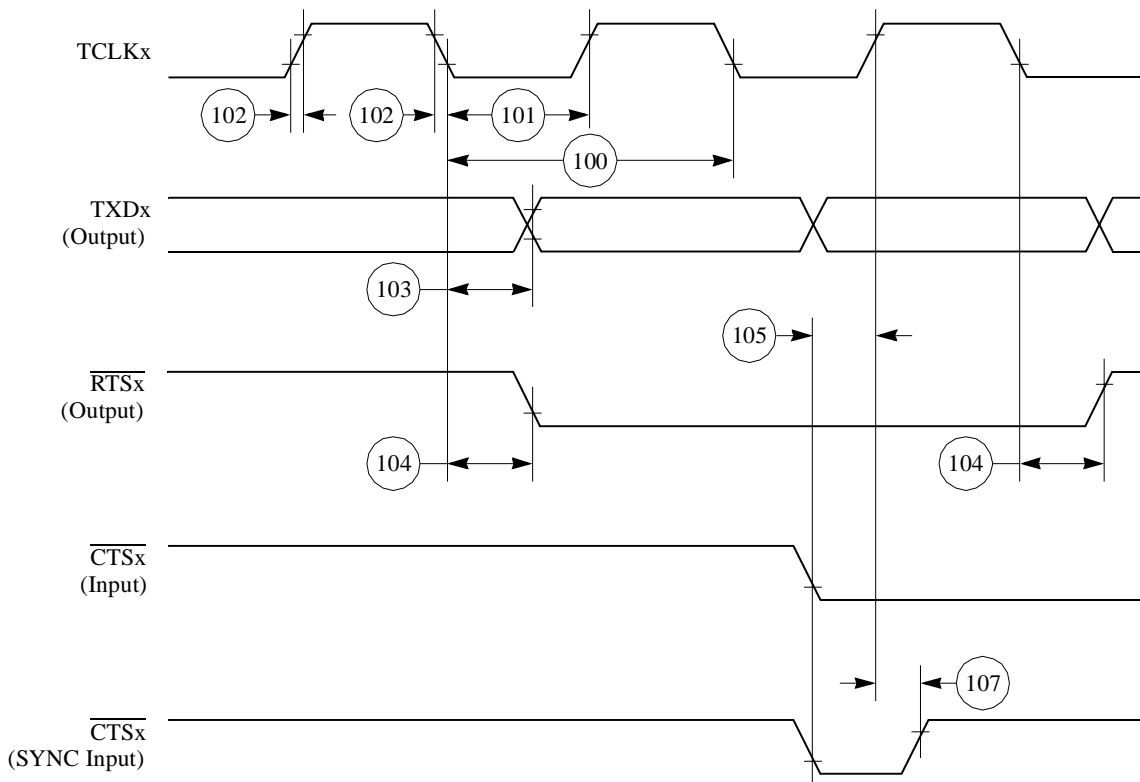 TCLKx
102
102
101
100
TXDx
(Output)
103
105
RTSx
(Output)
104
104
CTSx
(Input)
107
CTSx
(SYNC Input)